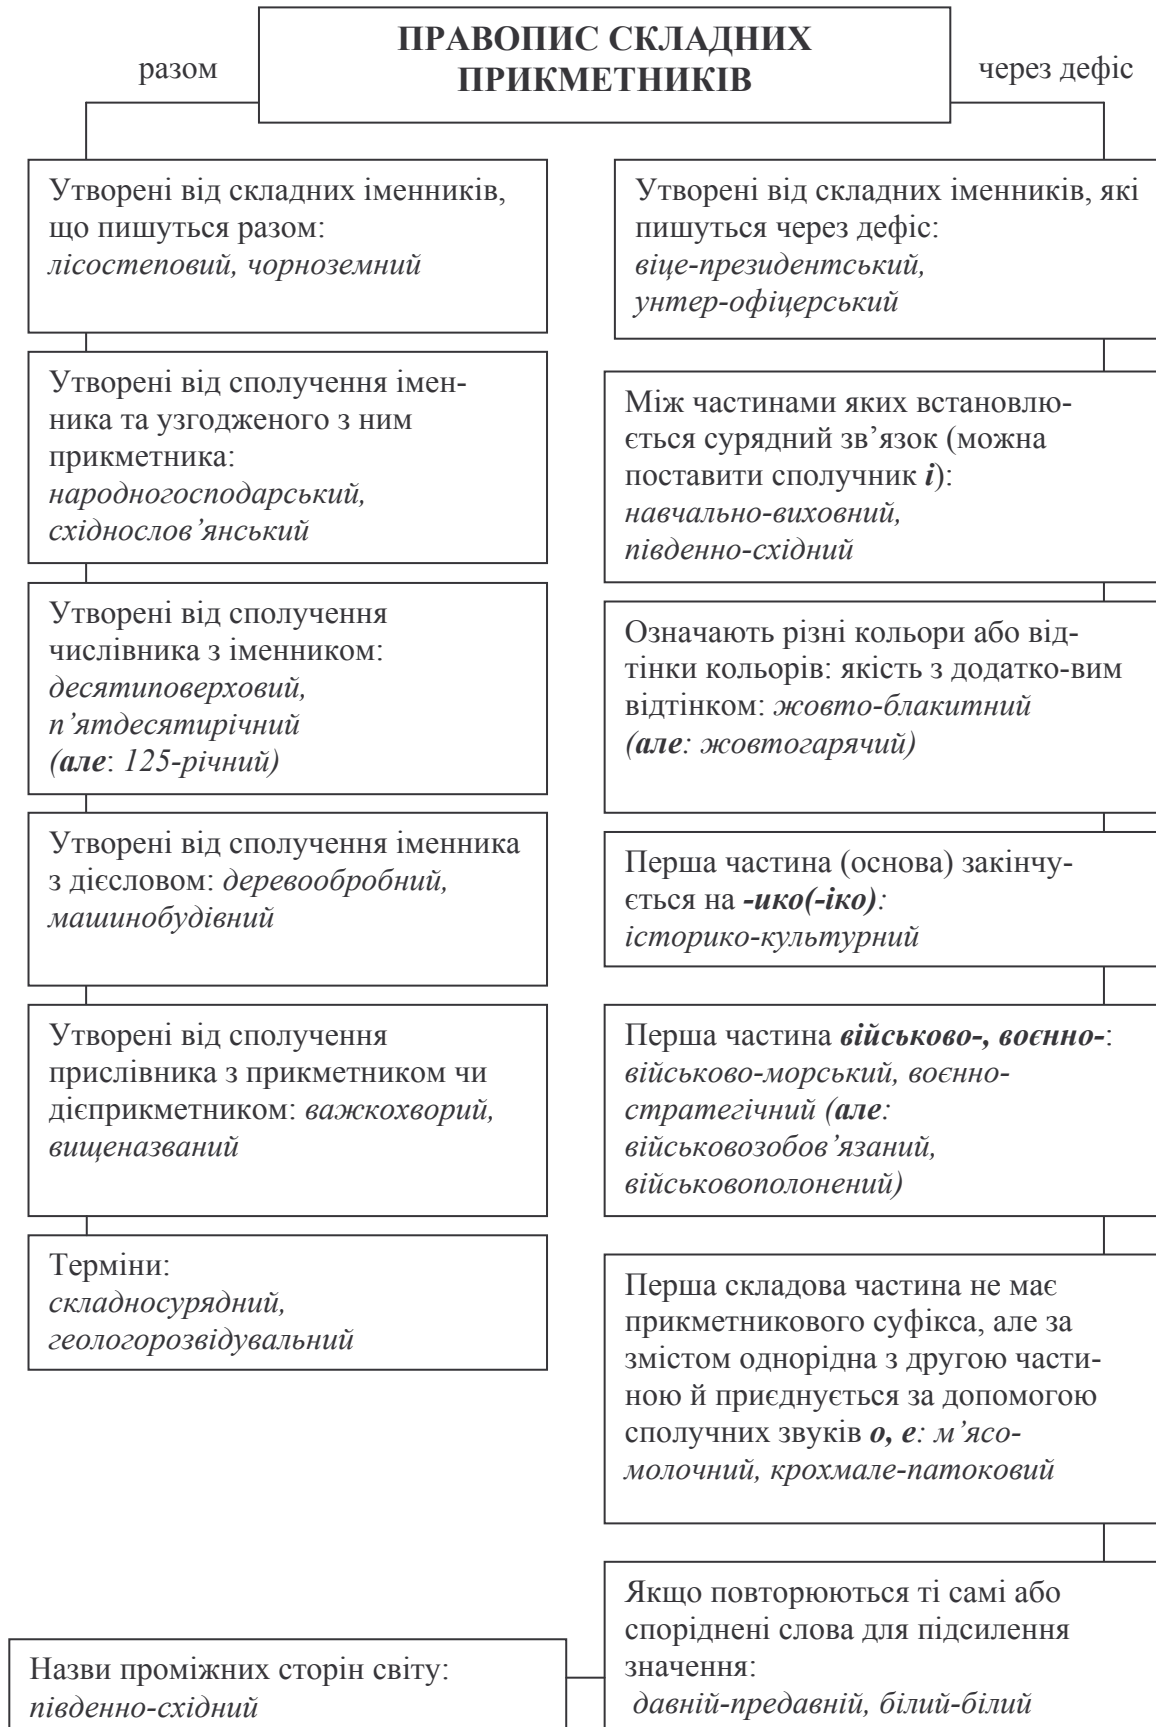 ПРАВОПИС СКЛАДНИХ
ПРИКМЕТНИКІВ
разом
через дефіс
Утворені від складних іменників,
що пишуться разом:
лісостеповий, чорноземний
Утворені від сполучення імен-
ника та узгодженого з ним
прикметника:
народногосподарський,
східнослов’янський
Утворені від сполучення
числівника з іменником:
десятиповерховий,
п’ятдесятирічний
(але: 125-річний)
Утворені від сполучення іменника
з дієсловом: деревообробний,
машинобудівний
Утворені від сполучення
прислівника з прикметником чи
дієприкметником: важкохворий,
вищеназваний
Терміни:
складносурядний,
геологорозвідувальний
Утворені від складних іменників, які
пишуться через дефіс:
віце-президентський,
унтер-офіцерський
Між частинами яких встановлю-
ється сурядний зв’язок (можна
поставити сполучник і):
навчально-виховний,
південно-східний
Означають різні кольори або від-
тінки кольорів: якість з додатко-вим
відтінком: жовто-блакитний
(але: жовтогарячий)
Перша частина (основа) закінчу-
ється на -ико(-іко):
історико-культурний
Перша частина військово-, воєнно-:
військово-морський, воєнно-
стратегічний (але:
військовозобов’язаний,
військовополонений)
Перша складова частина не має
прикметникового суфікса, але за
змістом однорідна з другою части-
ною й приєднується за допомогою
сполучних звуків о, е: м’ясо-
молочний, крохмале-патоковий
Якщо повторюються ті самі або
споріднені слова для підсилення
значення:
давній-предавній, білий-білий
Назви проміжних сторін світу:
південно-східний